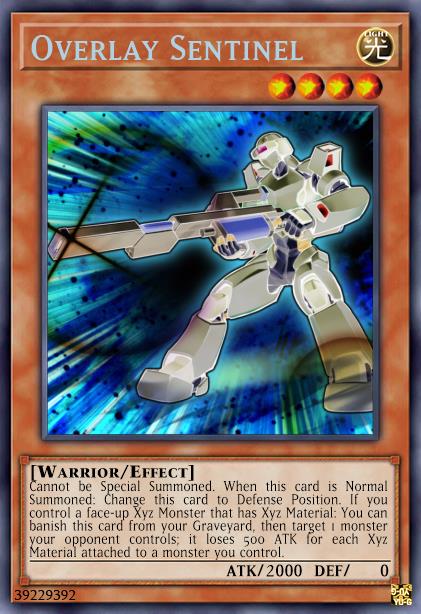 OVERLAY SENTINEL
LIGHT
光
[WARRIOR/EFFECT]
Cannot be Special Summoned. When this card is Normal
Summoned: Change this card to Defense Position. If you
control a face-up Xyz Monster that has Xyz Material: You can
banish this card from your Graveyard, then target 1 monster
your opponent controls; it loses 500 ATK for each Xyz
Material attached to a monster you control.
ATK/2000 DEF/ 0
39229392